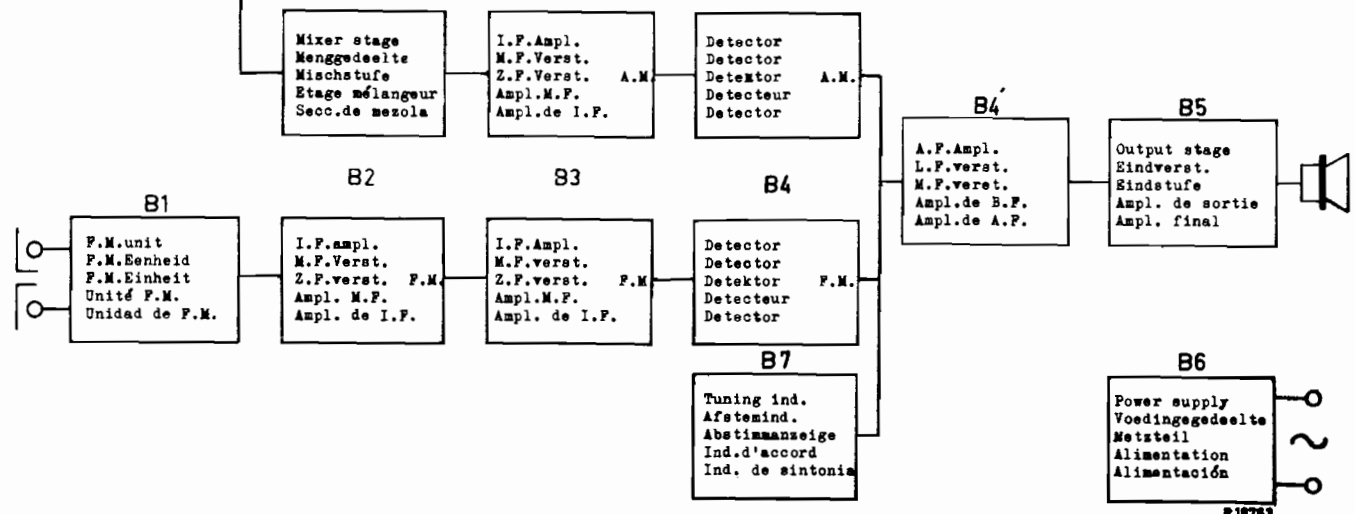 Mixer stage
Menggedeelte
Mischstufe
Etage mélangeur
Secc.de mezola
I.F.Ampl.
M.F.Verst.
Z.F.Verst. A.M.
Ampl.M.F.
Ampl.de I.F.
Detector
Detector
Detektor A.M.
Detecteur
Detector
B1
F.M.unit
F.M.Eenheid
F.M.Einheit
Unité F.M.
Unidad de F.M.
B2
I.F.ampl.
M.F.Verst.
Z.F.verst. F.M.
Ampl. M.F.
Ampl. de I.F.
B3
I.F.Ampl.
M.F.verst.
Z.F.verst. F.M
Ampl.M.F.
Ampl. de I.F.
B4
Detector
Detector
Detektor F.M.
Detecteur
Detector
B4'
A.F.Ampl.
L.F.verst.
M.F.verst.
Ampl.de B.F.
Ampl.de A.F.
B5
Output stage
Eindverst.
Eindstufe
Ampl. de sortie
Ampl. final
B7
Tuning ind.
Afstemind.
Abstimmanzeige
Ind.d'accord
Ind. de sintonia
B6
Power supply
Voedingegedeelte
Netzteil
Alimentation
Alimentación